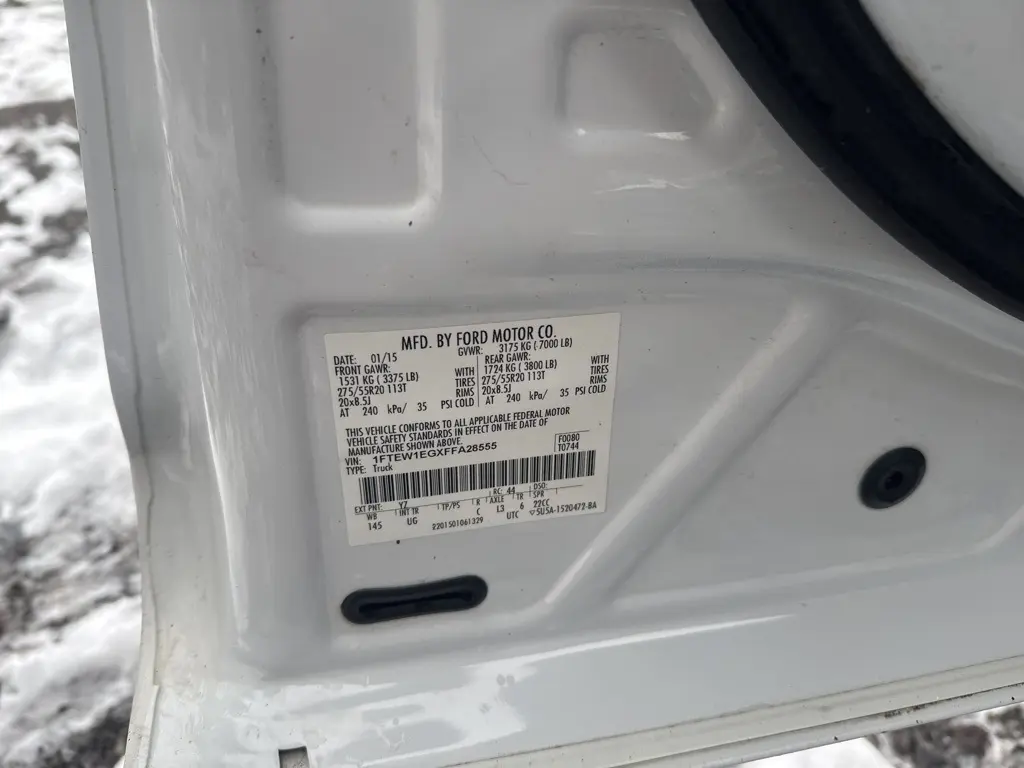 MFD. BY FORD MOTOR CO.
DATE: 01/15 GVWR: 3175 KG ( 7000 LB)
FRONT GAWR: WITH REAR GAWR: WITH
1531 KG ( 3375 LB) TIRES 1724 KG ( 3800 LB) TIRES
275/55R20 113T RIMS 275/55R20 113T RIMS
20x8.5J 20x8.5J
AT 240 kPa/ 35 PSI COLD AT 240 kPa/ 35 PSI COLD
THIS VEHICLE CONFORMS TO ALL APPLICABLE FEDERAL MOTOR
VEHICLE SAFETY STANDARDS IN EFFECT ON THE DATE OF
MANUFACTURE SHOWN ABOVE.
VIN: 1FTEW1EGXFFA28555 F0080
TYPE: Truck T0744
EXT PNT: YZ RC: 44 DSO:
WB INT TR TP/PS R AXLE TR SPR
145 UG C L3 6 22CC
2201501061329 UTC ▽5U5A-1520472-BA